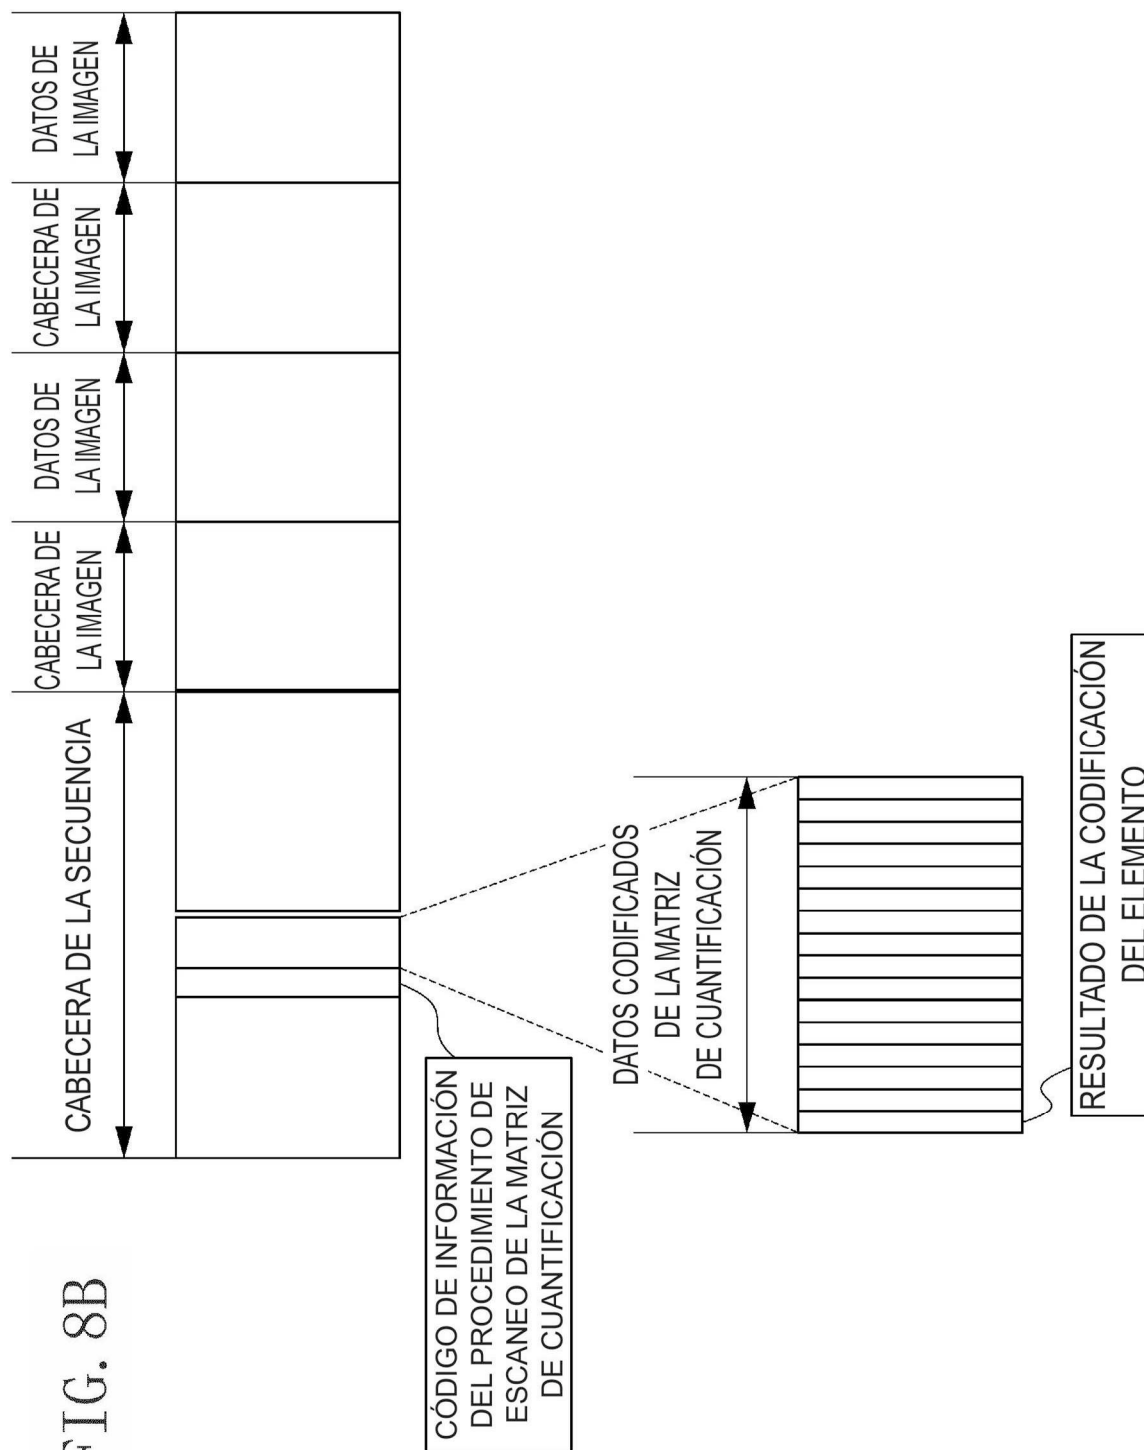 FIG. 8B
CABECERA DE LA SECUENCIA
CABECERA DE
LA IMAGEN
DATOS DE
LA IMAGEN
CABECERA DE
LA IMAGEN
DATOS DE
LA IMAGEN
CÓDIGO DE INFORMACIÓN
DEL PROCEDIMIENTO DE
ESCANEO DE LA MATRIZ
DE CUANTIFICACIÓN
DATOS CODIFICADOS
DE LA MATRIZ
DE CUANTIFICACIÓN
RESULTADO DE LA CODIFICACIÓN
DEL ELEMENTO